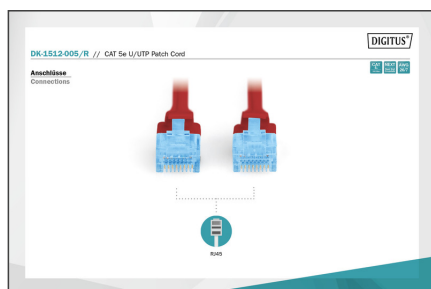 DIGITUS®
DK-1512-005/R // CAT 5e U/UTP Patch Cord
Anschlüsse
Connections
RJ45